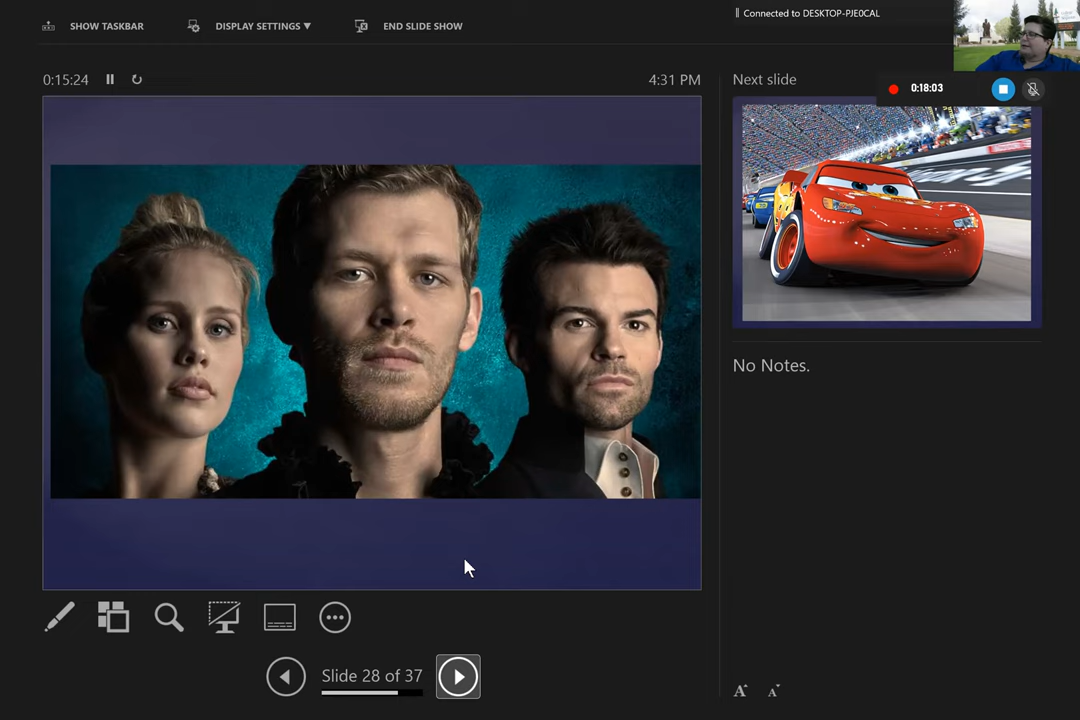 SHOW TASKBAR
DISPLAY SETTINGS ▼
END SLIDE SHOW
Connected to DESKTOP-PJE0CAL
0:15:24
4:31 PM
Next slide
0:18:03
No Notes.
Slide 28 of 37
A
A